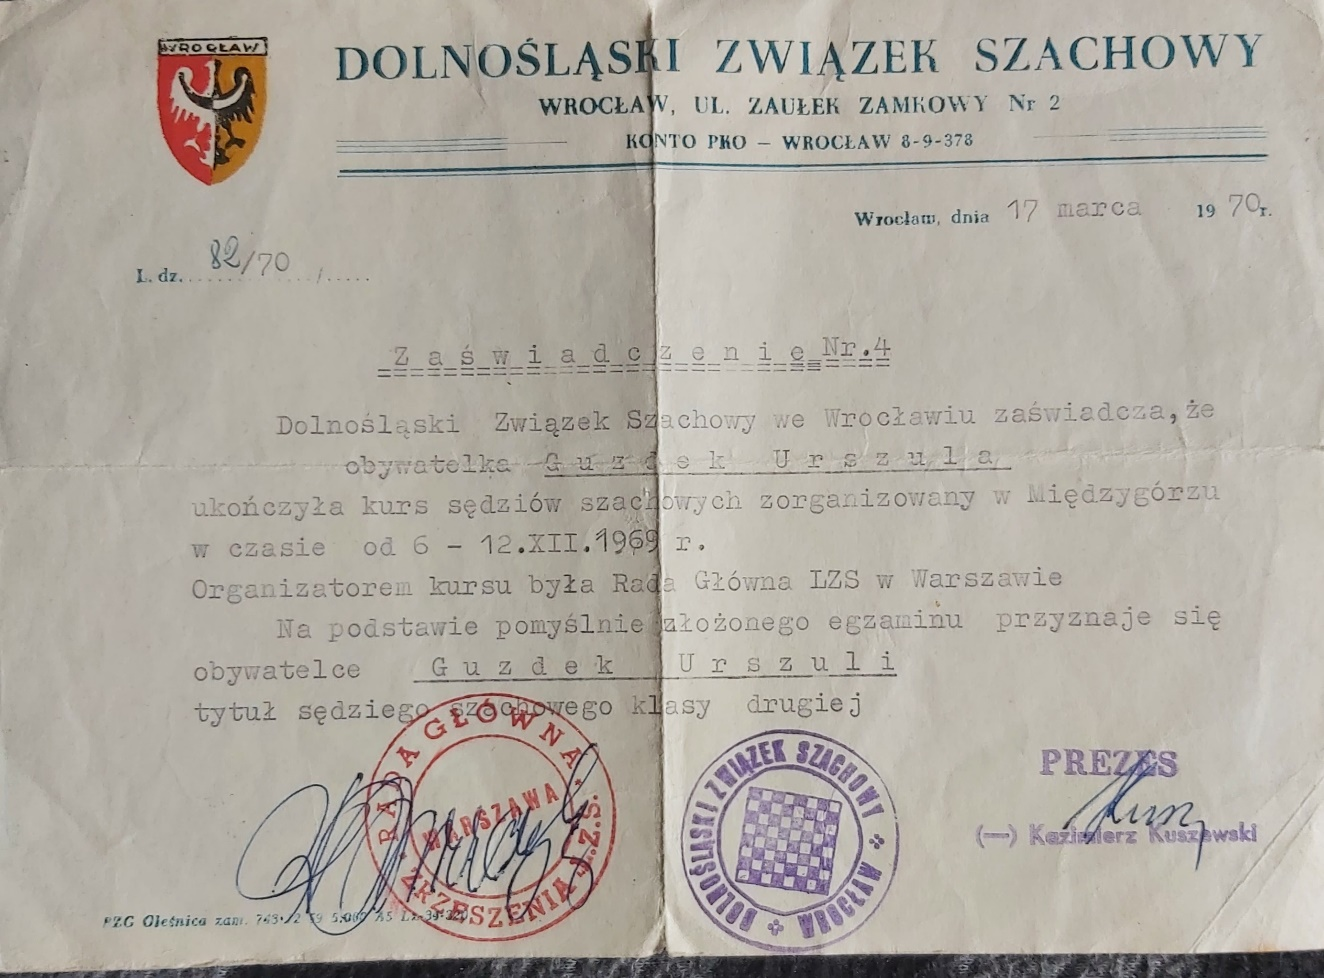 WROCŁAW
DOLNOŚLĄSKI ZWIĄZEK SZACHOWY
WROCŁAW, UL. ZAUŁEK ZAMKOWY Nr 2
KONTO PKO – WROCŁAW 8-9-378
Wrocław, dnia 17 marca 1970r.
L. dz. 82/70 /.....
Zaświadczenie Nr.4
Dolnośląski Związek Szachowy we Wrocławiu zaświadcza,że
obywatelka Guzdek Urszula
ukończyła kurs sędziów szachowych zorganizowany w Międzygórzu
w czasie od 6 - 12.XII.1969 r.
Organizatorem kursu była Rada Główna LZS w Warszawie
Na podstawie pomyślnie złożonego egzaminu przyznaje się
obywatelce Guzdek Urszuli
tytuł sędziego szachowego klasy drugiej
RADA GŁÓWNA
WARSZAWA
ZRZESZENIA L.Z.S.
DOLNOŚLĄSKI ZWIĄZEK SZACHOWY
WROCŁAW
PREZES
(—) Kazimierz Kuszewski
PZG Oleśnica zam.